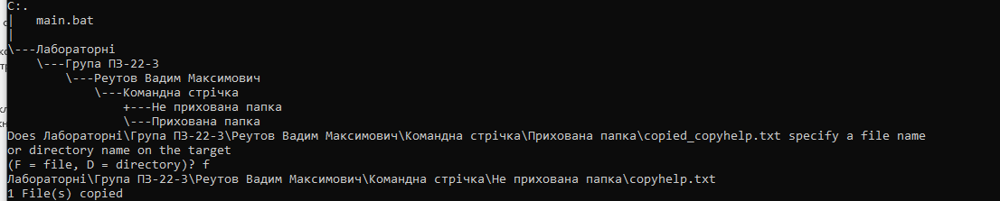 C:.
|   main.bat
|
\---Лабораторні
    \---Група ПЗ-22-3
        \---Реутов Вадим Максимович
            \---Командна стрічка
                +---Не прихована папка
                \---Прихована папка
Does Лабораторні\Група ПЗ-22-3\Реутов Вадим Максимович\Командна стрічка\Прихована папка\copied_copyhelp.txt specify a file name
or directory name on the target
(F = file, D = directory)? f
Лабораторні\Група ПЗ-22-3\Реутов Вадим Максимович\Командна стрічка\Не прихована папка\copyhelp.txt
1 File(s) copied